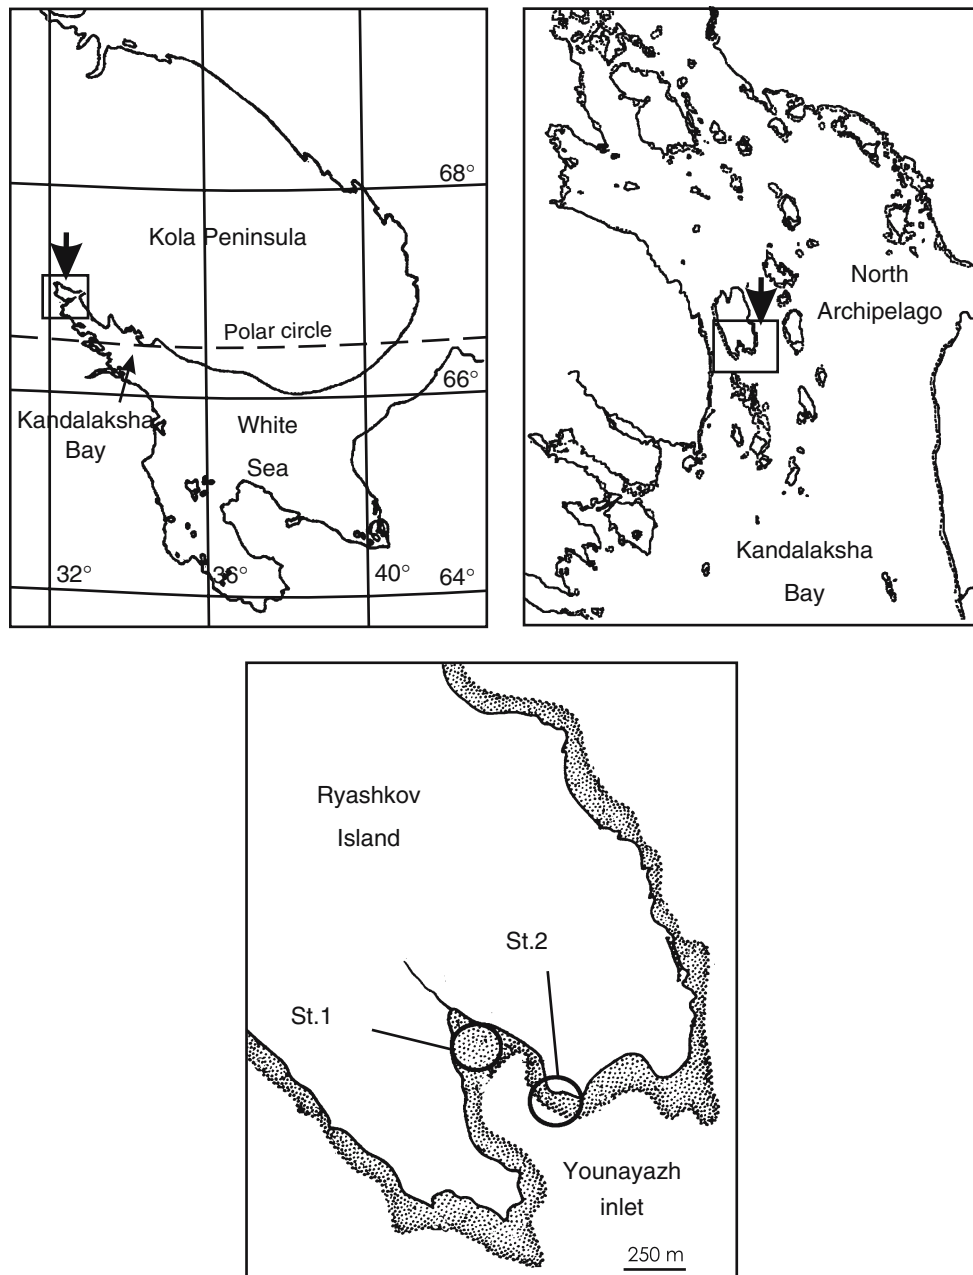 68°
Kola Peninsula
Polar circle
66°
Kandalaksha
Bay
White
Sea
32°
36°
40°
64°
North
Archipelago
Kandalaksha
Bay
Ryashkov
Island
St.2
St.1
Younayazh
inlet
250 m